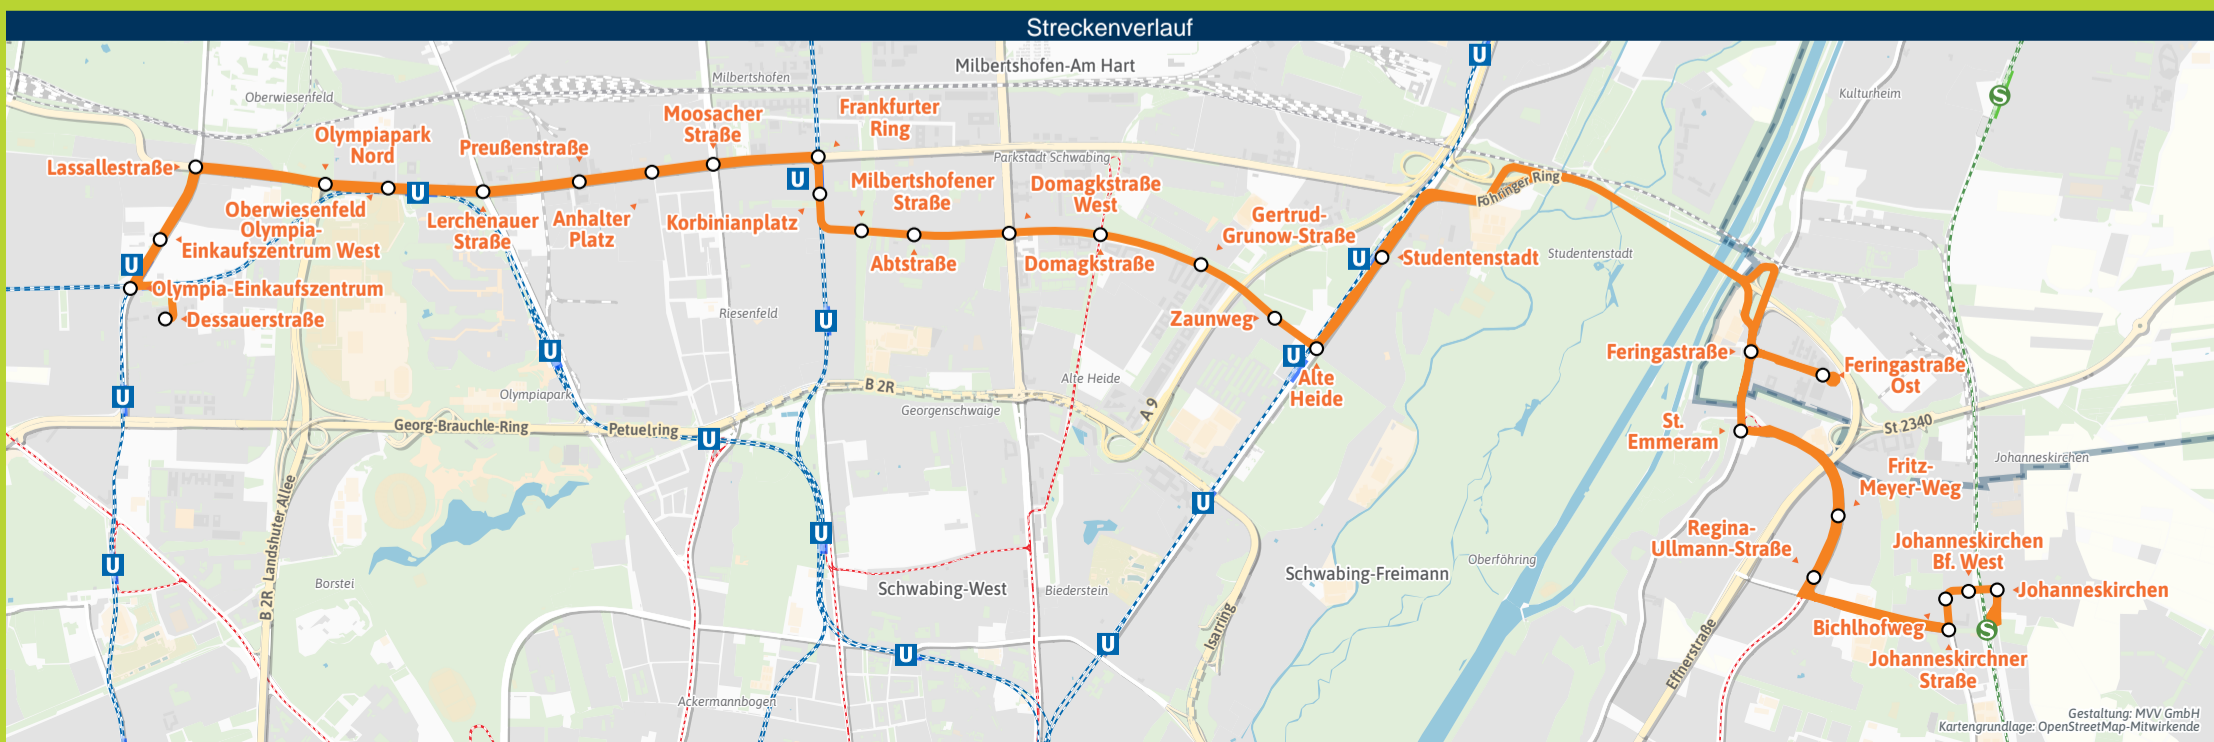 Streckenverlauf
Milbertshofen-Am Hart
U
Milbertshofen
Oberwiesenfeld
Kulturheim
S
Moosacher
Straße
Frankfurter
Ring
Olympiapark
Nord
Preußenstraße
Lassallestraße
Parkstadt Schwabing
U
U
Föhringer Ring
Milbertshofener
Straße
Domagkstraße
West
Oberwiesenfeld
Olympia-
Einkaufszentrum West
Lerchenauer
Straße
Anhalter
Platz
Korbinianplatz
Gertrud-
Grunow-Straße
Abtstraße
Domagkstraße
U
Studentenstadt
Studentenstadt
U
Olympia-Einkaufszentrum
Dessauerstraße
Riesenfeld
U
Zaunweg
U
U
Alte
Heide
Feringastraße
Feringastraße
Ost
Alte Heide
Olympiapark
U
B 2R
Georgenschwaige
A 9
St.
Emmeram
St 2340
Georg-Brauchle-Ring
Petuelring
U
Johanneskirchen
Fritz-
Meyer-Weg
B 2R Landshuter Allee
U
U
Regina-
Ullmann-Straße
Johanneskirchen
Bf. West
U
Borstei
Schwabing-West
Biederstein
Schwabing-Freimann
Oberföhring
Johanneskirchen
Bichlhofweg
S
Isarring
Effnerstraße
U
U
Johanneskirchner
Straße
Ackermannbogen
Gestaltung: MVV GmbH
Kartengrundlage: OpenStreetMap-Mitwirkende